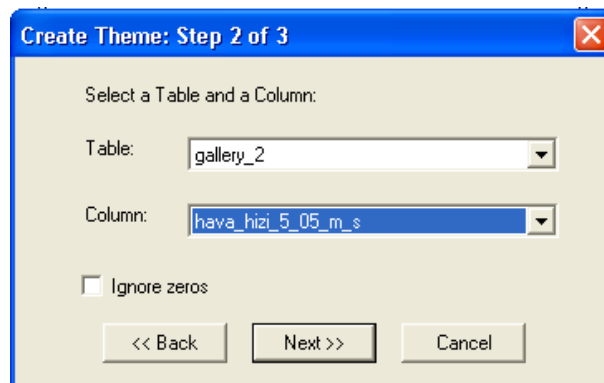 Create Theme: Step 2 of 3
Select a Table and a Column:
Table: gallery_2
Column: hava_hizi_5_05_m_s
Ignore zeros
<< Back Next >> Cancel